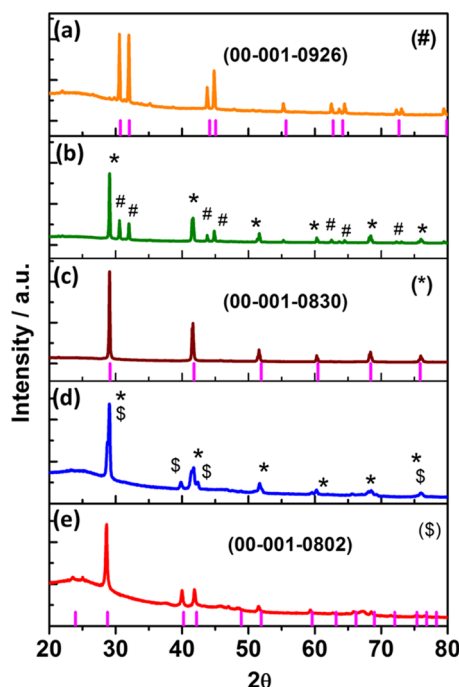 (a) (#)
(00-001-0926)
(b)
*
# #
*
# #
*
*
# #
*
#
*
(c) (*)
(00-001-0830)
(d)
*
$
$
*
$
*
*
*
*
$
(e) ($)
(00-001-0802)
20 30 40 50 60 70 80
2θ
Intensity / a.u.